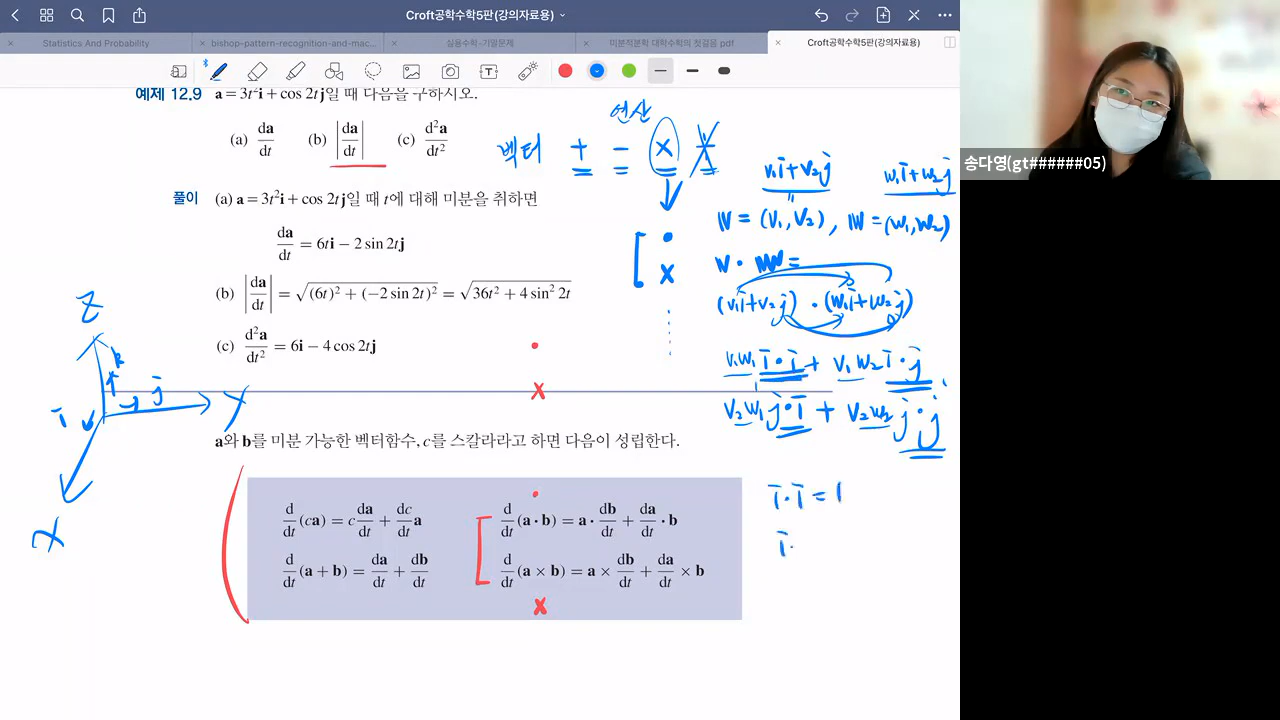 Croft공학수학5판(강의자료용)
Statistics And Probability
bishop-pattern-recognition-and-mac...
실용수학-기말문제
미분적분학 대학수학의 첫걸음.pdf
Croft공학수학5판(강의자료용)
예제 12.9 a = 3t²i + cos 2tj일 때 다음을 구하시오.
(a) da/dt (b) |da/dt| (c) d²a/dt²
연산
벡터 + − ×
v₁i+v₂j w₁i+w₂j
풀이 (a) a = 3t²i + cos 2tj일 때 t에 대해 미분을 취하면
v = (v₁, v₂), w = (w₁, w₂)
da/dt = 6ti − 2 sin 2tj
• ×
v · w =
(b) |da/dt| = √((6t)² + (−2 sin 2t)²) = √(36t² + 4 sin² 2t)
(v₁i+v₂j) · (w₁i+w₂j)
(c) d²a/dt² = 6i − 4 cos 2tj
v₁w₁ i·i + v₁w₂ i·j
v₂w₁ j·i + v₂w₂ j·j
Z
k
i j Y
X
• ×
a와 b를 미분 가능한 벡터함수, c를 스칼라라고 하면 다음이 성립한다.
d/dt (ca) = c da/dt + dc/dt a
d/dt (a · b) = a · db/dt + da/dt · b
d/dt (a + b) = da/dt + db/dt
d/dt (a × b) = a × db/dt + da/dt × b
• ×
i·i = 1
i·
송다영(gt######05)